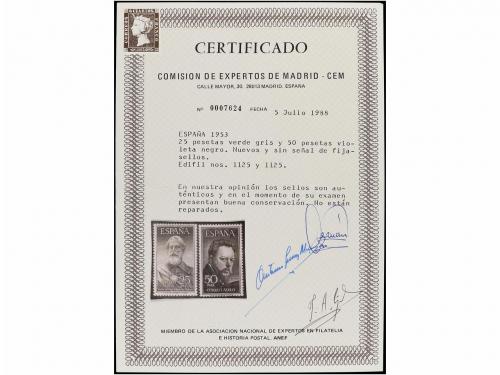 CERTIFICADO
COMISION DE EXPERTOS DE MADRID - CEM
CALLE MAYOR, 20. 28013 MADRID. ESPAÑA
Nº 0007624 FECHA 5 Julio 1988
ESPAÑA 1953
25 pesetas verde gris y 50 pesetas vio-
leta negro. Nuevos y sin señal de fija-
sellos.
Edifil nos. 1125 y 1125.
En nuestra opinión los sellos son au-
ténticos y en el momento de su examen
presentan buena conservación. No están
reparados.
ESPAÑA ESPAÑA
25 50
CORREO AEREO
MIEMBRO DE LA ASOCIACION NACIONAL DE EXPERTOS EN FILATELIA
E HISTORIA POSTAL. ANEF